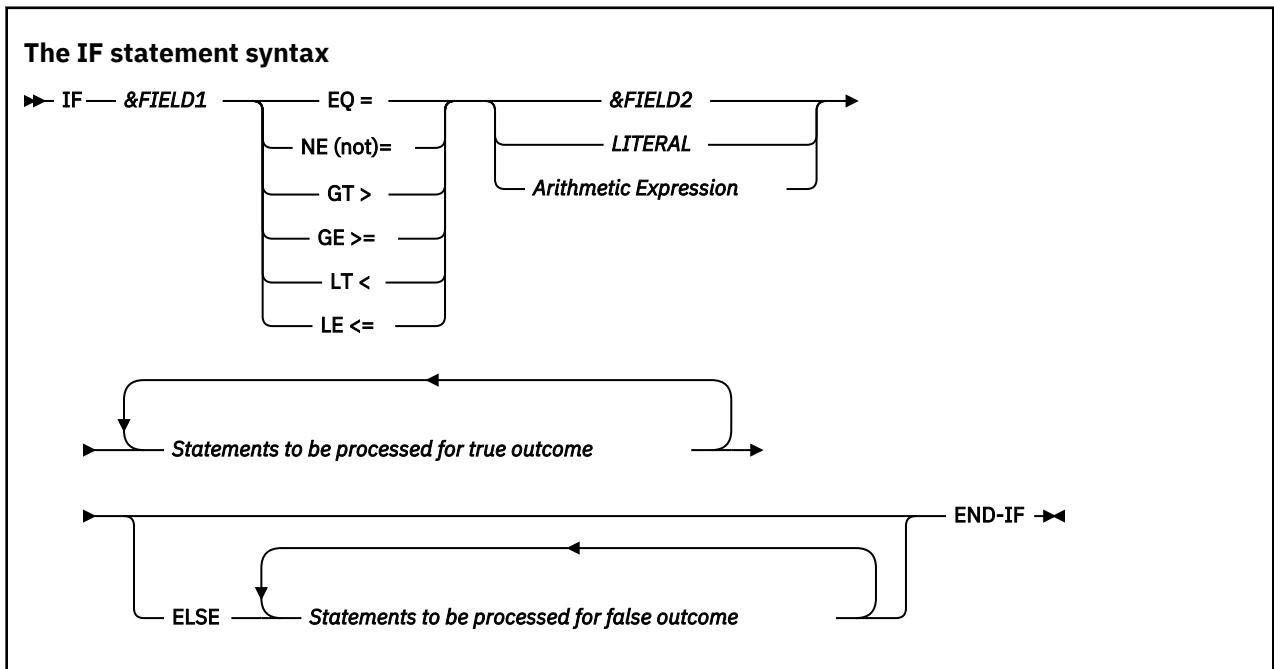 The IF statement syntax
IF &FIELD1 EQ = &FIELD2
NE (not)= LITERAL
GT > Arithmetic Expression
GE >=
LT <
LE <=
Statements to be processed for true outcome
END-IF
ELSE Statements to be processed for false outcome